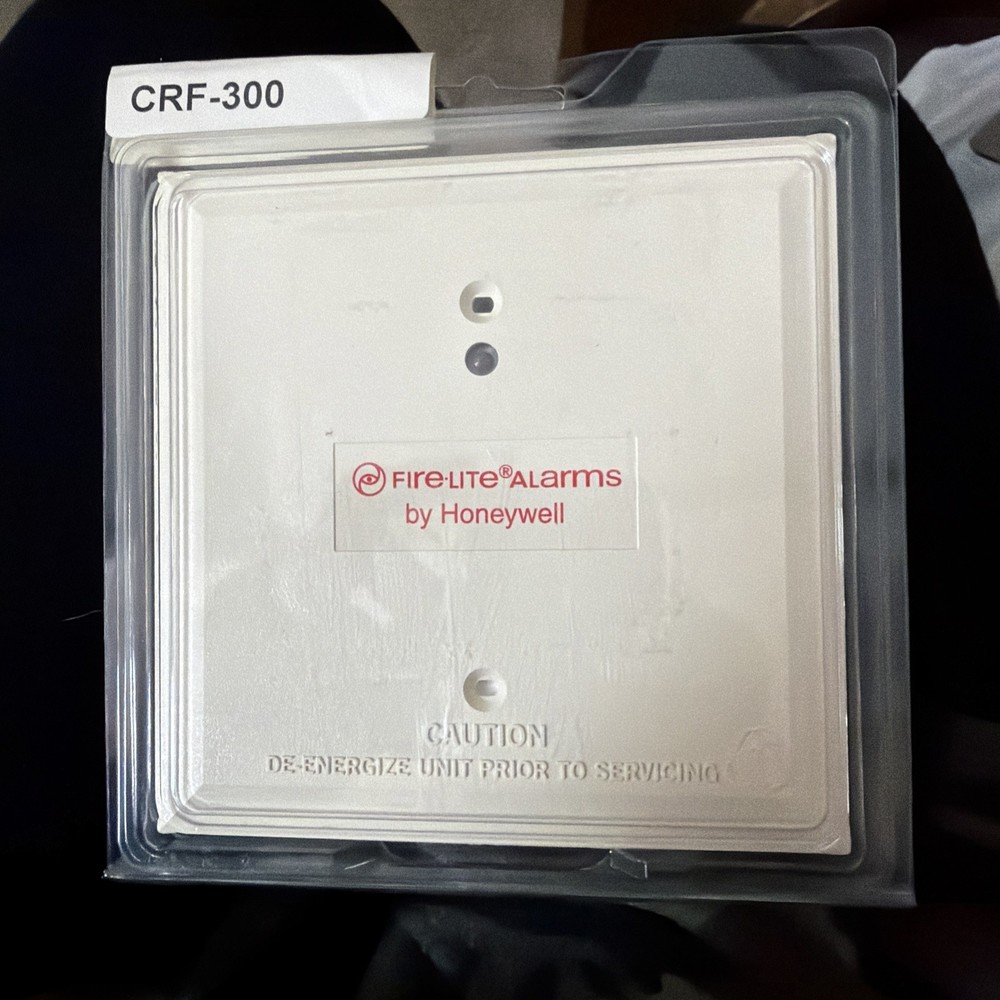 CRF-300
FIRE·LITE®ALARMS
by Honeywell
CAUTION
DE-ENERGIZE UNIT PRIOR TO SERVICING